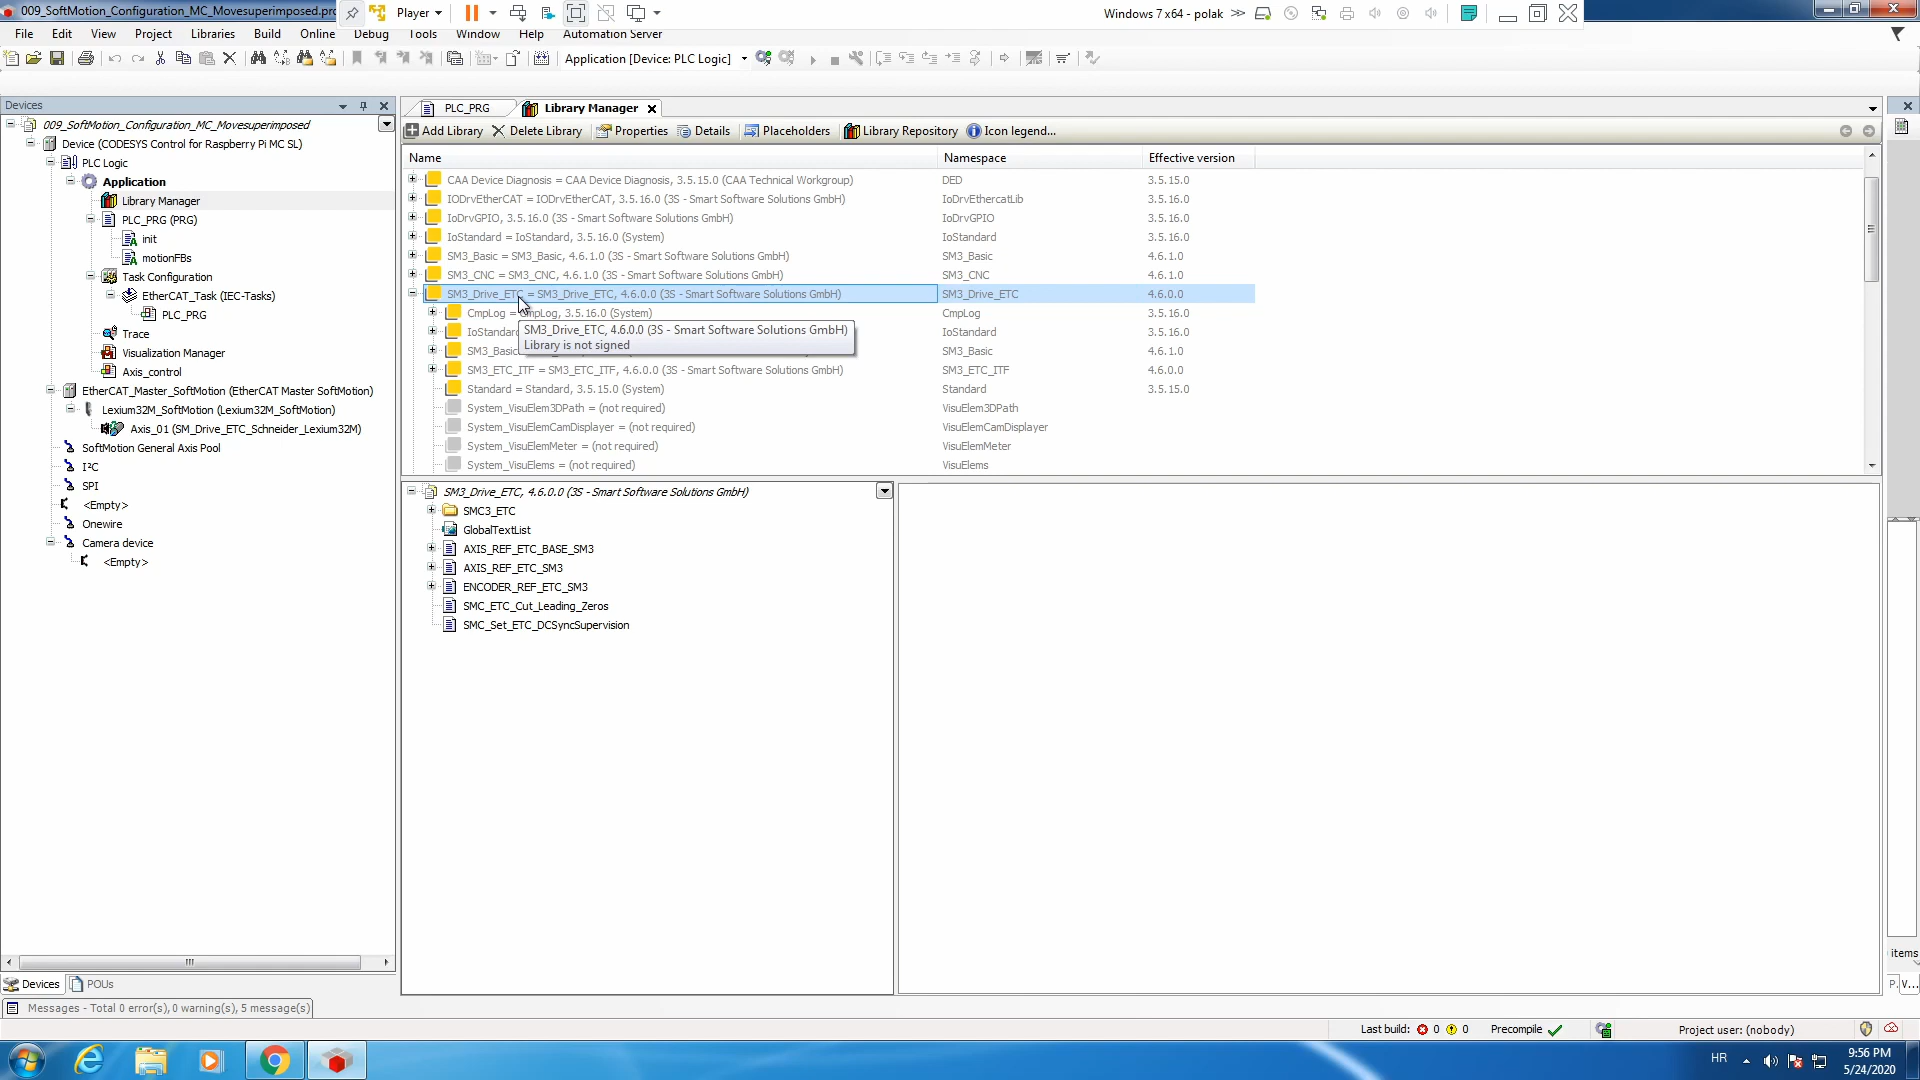 009_SoftMotion_Configuration_MC_Movesuperimposed.prc
Player
Windows 7 x64 - polak
File Edit View Project Libraries Build Online Debug Tools Window Help Automation Server
Application [Device: PLC Logic]
Devices
009_SoftMotion_Configuration_MC_Movesuperimposed
Device (CODESYS Control for Raspberry Pi MC SL)
PLC Logic
Application
Library Manager
PLC_PRG (PRG)
init
motionFBs
Task Configuration
EtherCAT_Task (IEC-Tasks)
PLC_PRG
Trace
Visualization Manager
Axis_control
EtherCAT_Master_SoftMotion (EtherCAT Master SoftMotion)
Lexium32M_SoftMotion (Lexium32M_SoftMotion)
Axis_01 (SM_Drive_ETC_Schneider_Lexium32M)
SoftMotion General Axis Pool
I²C
SPI
<Empty>
Onewire
Camera device
<Empty>
Devices POUs
PLC_PRG Library Manager
Add Library Delete Library Properties Details Placeholders Library Repository Icon legend...
Name Namespace Effective version
CAA Device Diagnosis = CAA Device Diagnosis, 3.5.15.0 (CAA Technical Workgroup) DED 3.5.15.0
IODrvEtherCAT = IODrvEtherCAT, 3.5.16.0 (3S - Smart Software Solutions GmbH) IoDrvEthercatLib 3.5.16.0
IoDrvGPIO, 3.5.16.0 (3S - Smart Software Solutions GmbH) IoDrvGPIO 3.5.16.0
IoStandard = IoStandard, 3.5.16.0 (System) IoStandard 3.5.16.0
SM3_Basic = SM3_Basic, 4.6.1.0 (3S - Smart Software Solutions GmbH) SM3_Basic 4.6.1.0
SM3_CNC = SM3_CNC, 4.6.1.0 (3S - Smart Software Solutions GmbH) SM3_CNC 4.6.1.0
SM3_Drive_ETC = SM3_Drive_ETC, 4.6.0.0 (3S - Smart Software Solutions GmbH) SM3_Drive_ETC 4.6.0.0
CmpLog = CmpLog, 3.5.16.0 (System) CmpLog 3.5.16.0
IoStandard IoStandard 3.5.16.0
SM3_Basic SM3_Basic 4.6.1.0
SM3_Drive_ETC, 4.6.0.0 (3S - Smart Software Solutions GmbH)
Library is not signed
SM3_ETC_ITF = SM3_ETC_ITF, 4.6.0.0 (3S - Smart Software Solutions GmbH) SM3_ETC_ITF 4.6.0.0
Standard = Standard, 3.5.15.0 (System) Standard 3.5.15.0
System_VisuElem3DPath = (not required) VisuElem3DPath
System_VisuElemCamDisplayer = (not required) VisuElemCamDisplayer
System_VisuElemMeter = (not required) VisuElemMeter
System_VisuElems = (not required) VisuElems
SM3_Drive_ETC, 4.6.0.0 (3S - Smart Software Solutions GmbH)
SMC3_ETC
GlobalTextList
AXIS_REF_ETC_BASE_SM3
AXIS_REF_ETC_SM3
ENCODER_REF_ETC_SM3
SMC_ETC_Cut_Leading_Zeros
SMC_Set_ETC_DCSyncSupervision
items
P. V...
Messages - Total 0 error(s), 0 warning(s), 5 message(s)
Last build: 0 0 Precompile Project user: (nobody)
HR
9:56 PM
5/24/2020